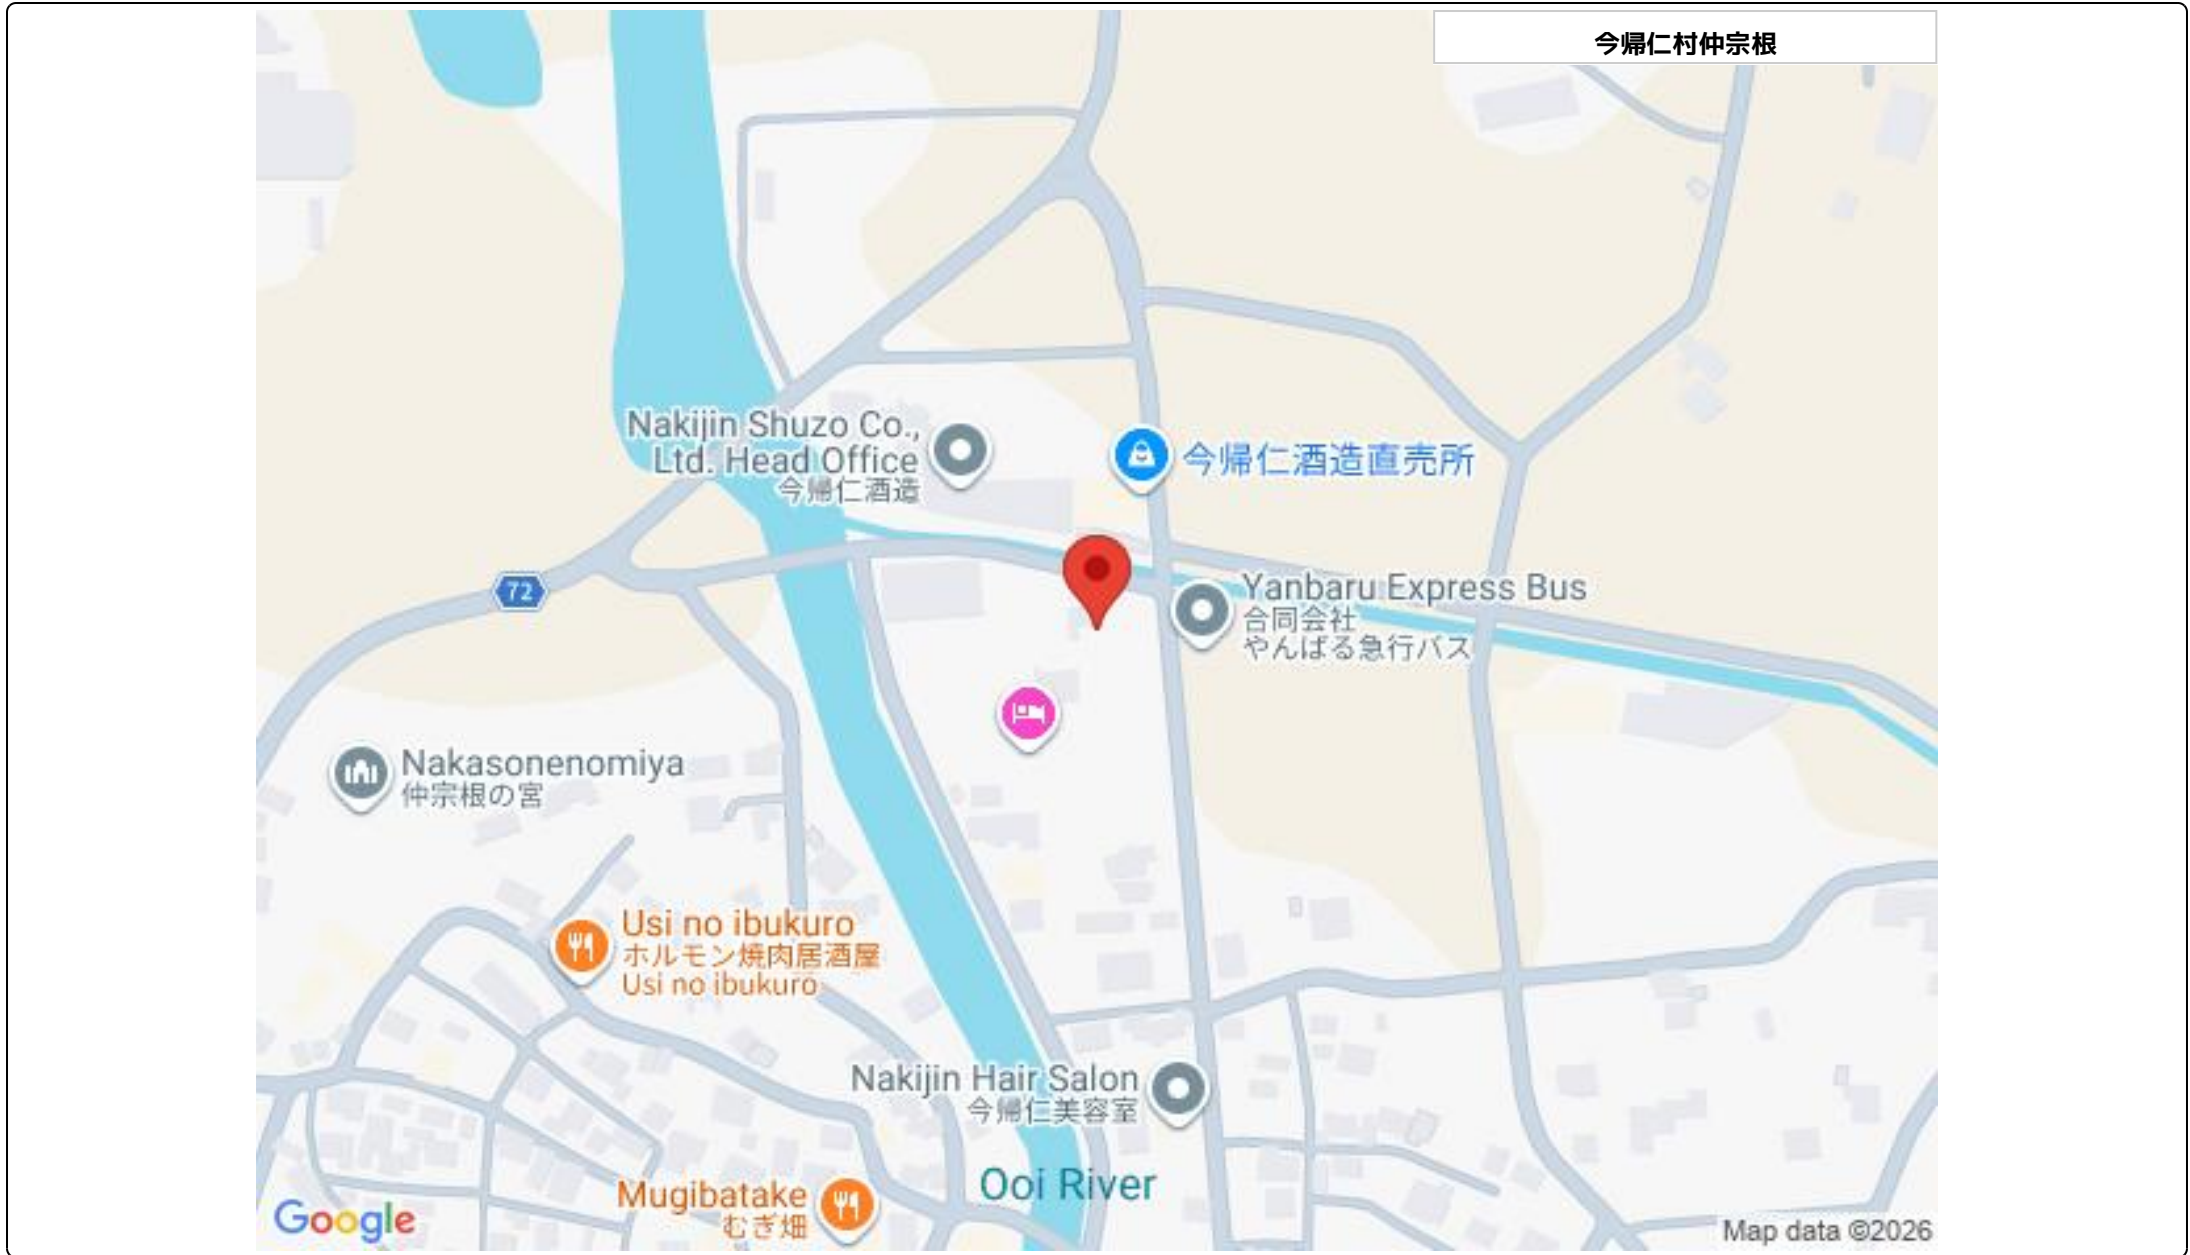 今帰仁村仲宗根
Nakijin Shuzo Co.,
Ltd. Head Office
今帰仁酒造
今帰仁酒造直売所
72
Yanbaru Express Bus
合同会社
やんばる急行バス
Nakasonenomiya
仲宗根の宮
Usi no ibukuro
ホルモン焼肉居酒屋
Usi no ibukuro
Nakijin Hair Salon
今帰仁美容室
Ooi River
Mugibatake
むぎ畑
Google
Map data ©2026